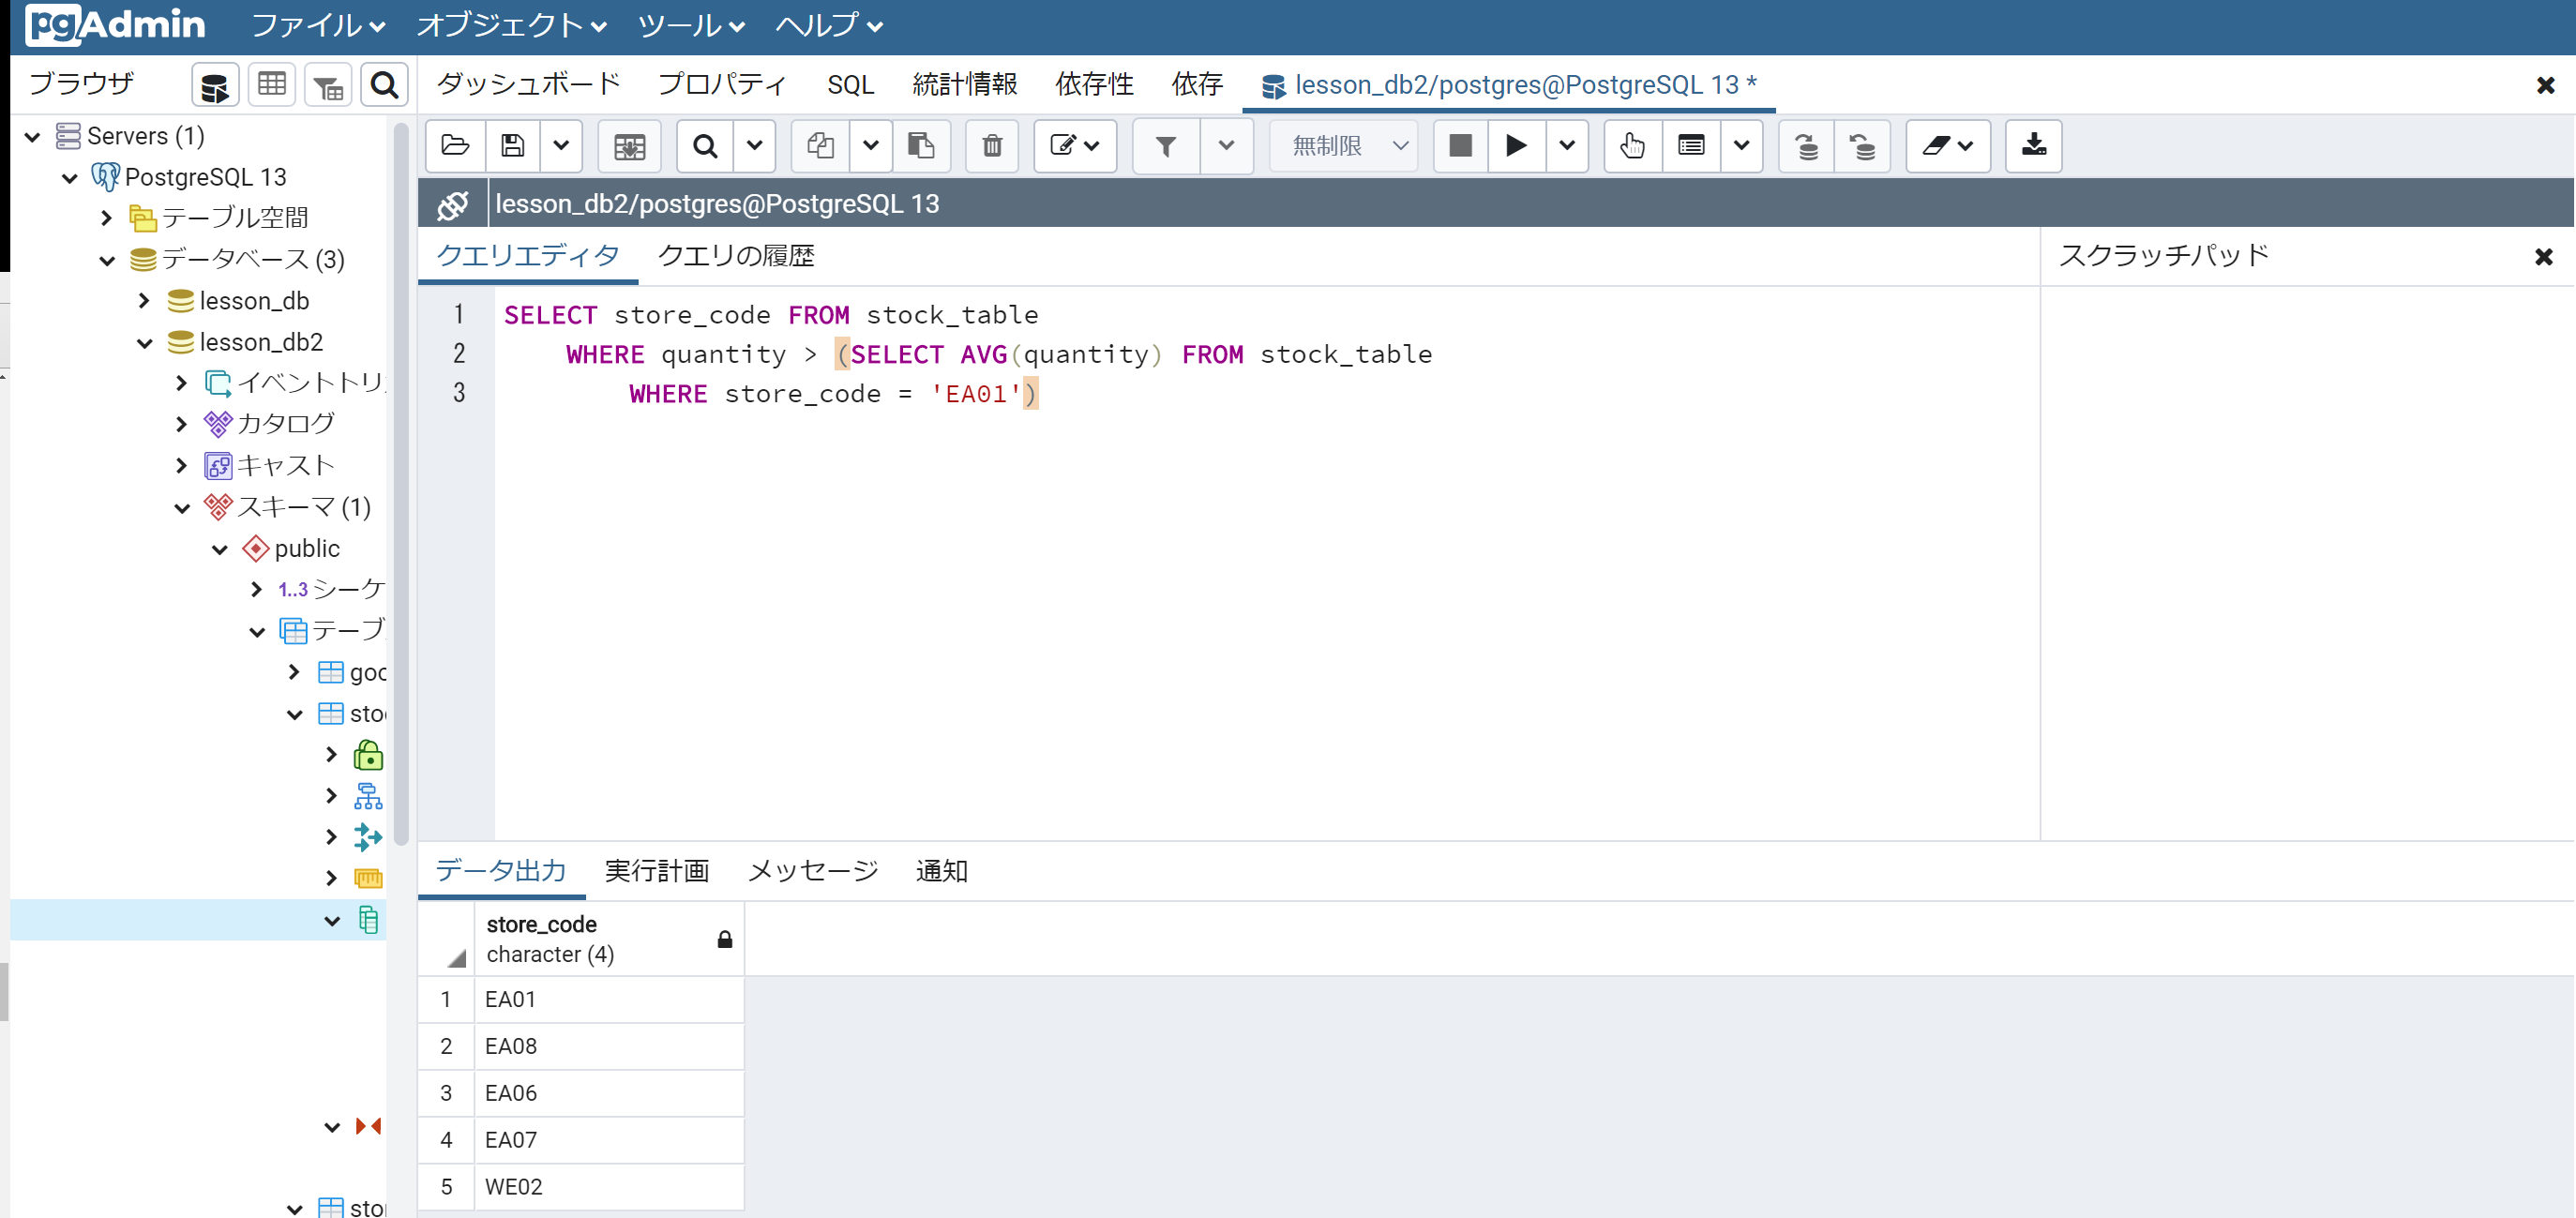 pgAdmin ファイル オブジェクト ツール ヘルプ
ブラウザ
ダッシュボード プロパティ SQL 統計情報 依存性 依存 lesson_db2/postgres@PostgreSQL 13 *
Servers (1)
PostgreSQL 13
テーブル空間
データベース (3)
lesson_db
lesson_db2
イベントトリ
カタログ
キャスト
スキーマ (1)
public
1..3 シーケ
テーブ
goo
stoc
stor
無制限
lesson_db2/postgres@PostgreSQL 13
クエリエディタ クエリの履歴
スクラッチパッド
1 SELECT store_code FROM stock_table
2 WHERE quantity > (SELECT AVG(quantity) FROM stock_table
3 WHERE store_code = 'EA01')
データ出力 実行計画 メッセージ 通知
store_code
character (4)
1 EA01
2 EA08
3 EA06
4 EA07
5 WE02